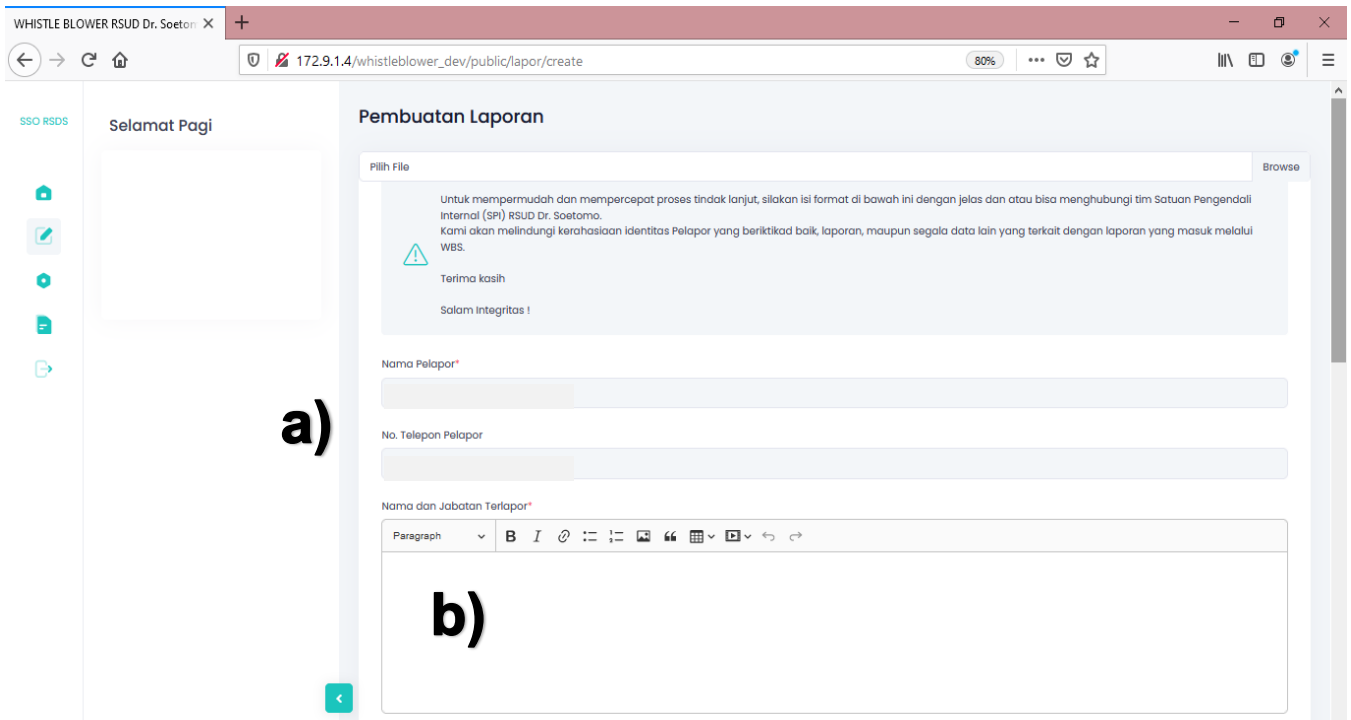 WHISTLE BLOWER RSUD Dr. Soetom
172.9.1.4/whistleblower_dev/public/lapor/create
80%
SSO RSDS
Selamat Pagi
Pembuatan Laporan
Pilih File
Browse
Untuk mempermudah dan mempercepat proses tindak lanjut, silakan isi format di bawah ini dengan jelas dan atau bisa menghubungi tim Satuan Pengendali
Internal (SPI) RSUD Dr. Soetomo.
Kami akan melindungi kerahasiaan identitas Pelapor yang beriktikad baik, laporan, maupun segala data lain yang terkait dengan laporan yang masuk melalui
WBS.
Terima kasih
Salam Integritas !
Nama Pelapor*
a)
No. Telepon Pelapor
Nama dan Jabatan Terlapor*
Paragraph
b)